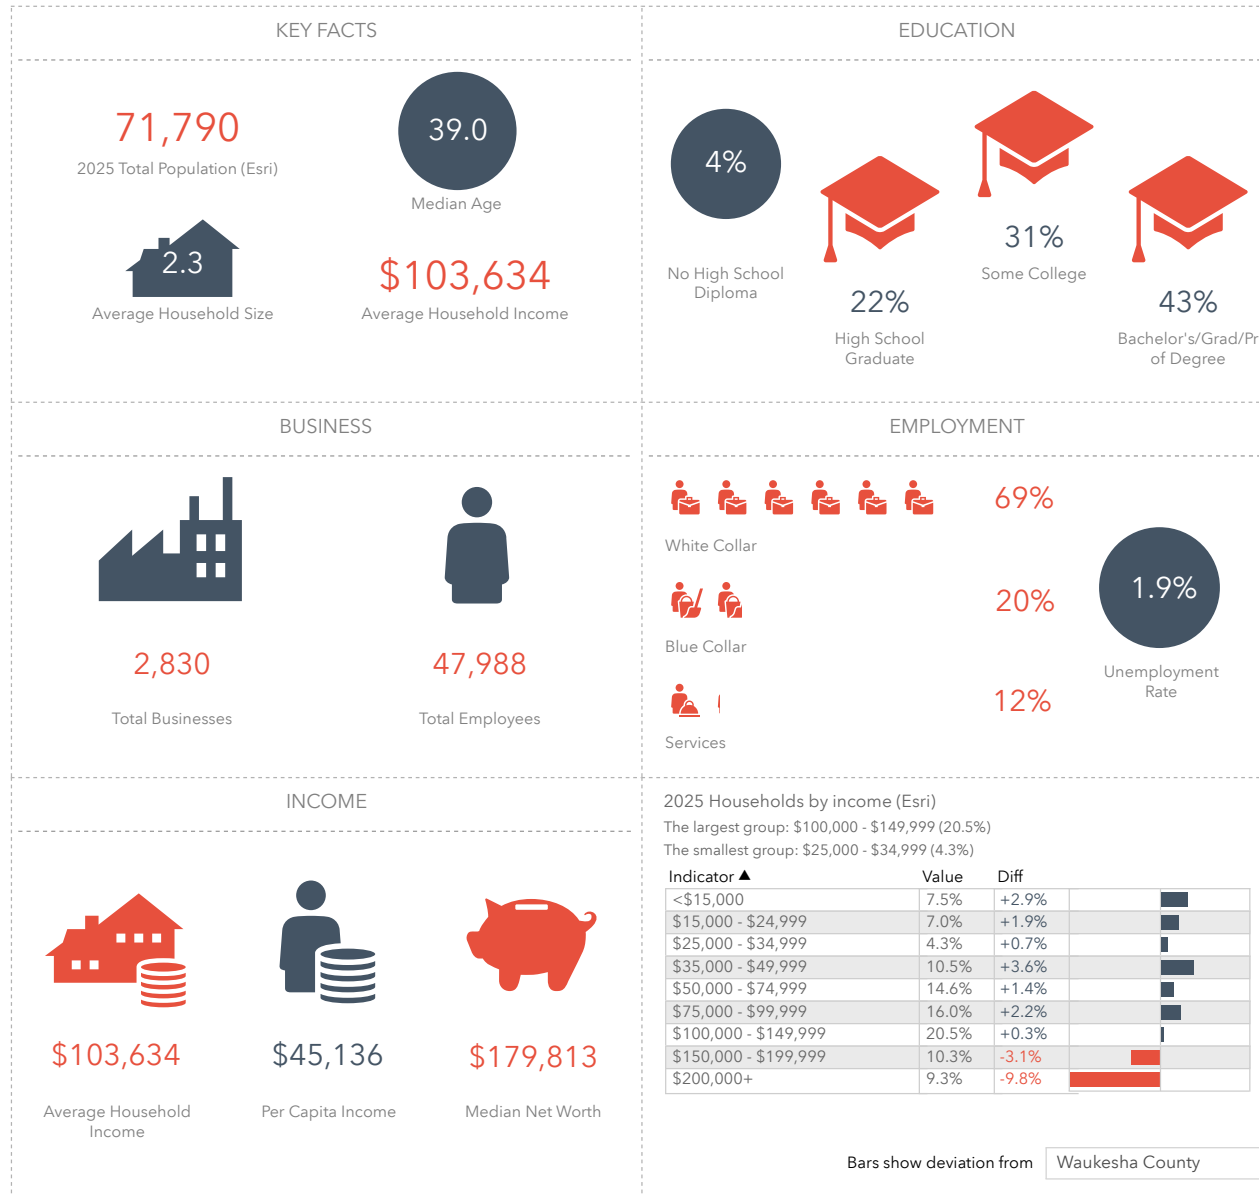 KEY FACTS
71,790
2025 Total Population (Esri)
39.0
Median Age
2.3
Average Household Size
$103,634
Average Household Income
EDUCATION
4%
No High School
Diploma
22%
High School
Graduate
31%
Some College
43%
Bachelor's/Grad/Pr
of Degree
BUSINESS
2,830
Total Businesses
47,988
Total Employees
EMPLOYMENT
69%
White Collar
20%
Blue Collar
12%
Services
1.9%
Unemployment
Rate
INCOME
$103,634
Average Household
Income
$45,136
Per Capita Income
$179,813
Median Net Worth
2025 Households by income (Esri)
The largest group: $100,000 - $149,999 (20.5%)
The smallest group: $25,000 - $34,999 (4.3%)
Indicator ▲ Value Diff
<$15,000 7.5% +2.9%
$15,000 - $24,999 7.0% +1.9%
$25,000 - $34,999 4.3% +0.7%
$35,000 - $49,999 10.5% +3.6%
$50,000 - $74,999 14.6% +1.4%
$75,000 - $99,999 16.0% +2.2%
$100,000 - $149,999 20.5% +0.3%
$150,000 - $199,999 10.3% -3.1%
$200,000+ 9.3% -9.8%
Bars show deviation from Waukesha County